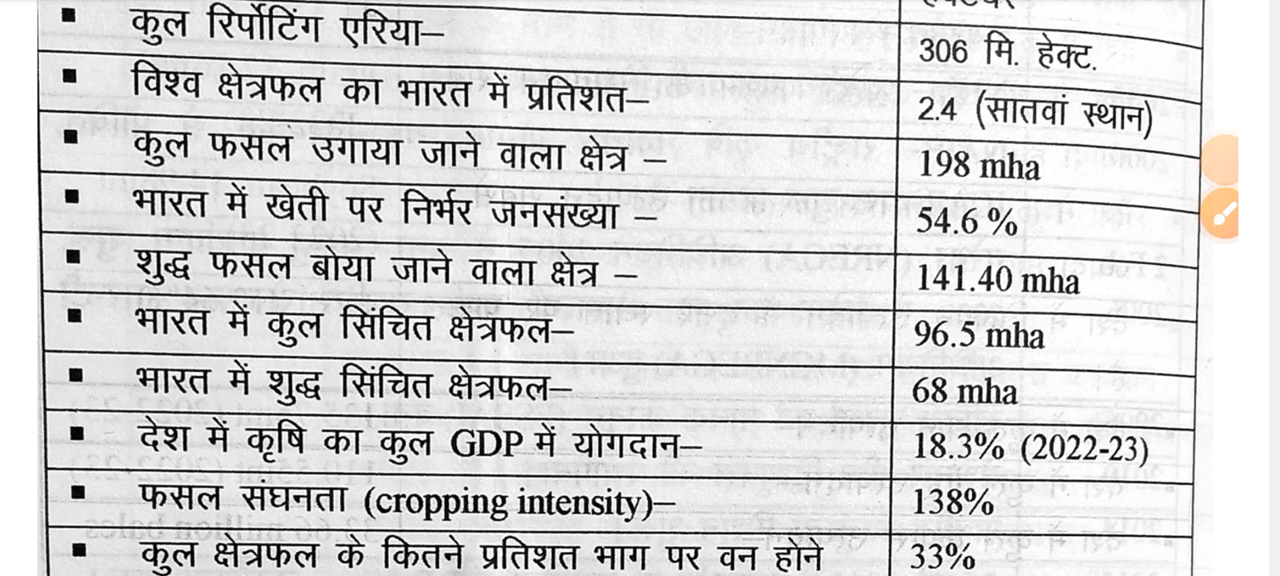 ▪ कुल रिर्पोटिंग एरिया– 306 मि. हेक्ट.
▪ विश्व क्षेत्रफल का भारत में प्रतिशत– 2.4 (सातवां स्थान)
▪ कुल फसल उगाया जाने वाला क्षेत्र – 198 mha
▪ भारत में खेती पर निर्भर जनसंख्या – 54.6 %
▪ शुद्ध फसल बोया जाने वाला क्षेत्र – 141.40 mha
▪ भारत में कुल सिंचित क्षेत्रफल– 96.5 mha
▪ भारत में शुद्ध सिंचित क्षेत्रफल– 68 mha
▪ देश में कृषि का कुल GDP में योगदान– 18.3% (2022-23)
▪ फसल सघनता (cropping intensity)– 138%
▪ कुल क्षेत्रफल के कितने प्रतिशत भाग पर वन होने 33%